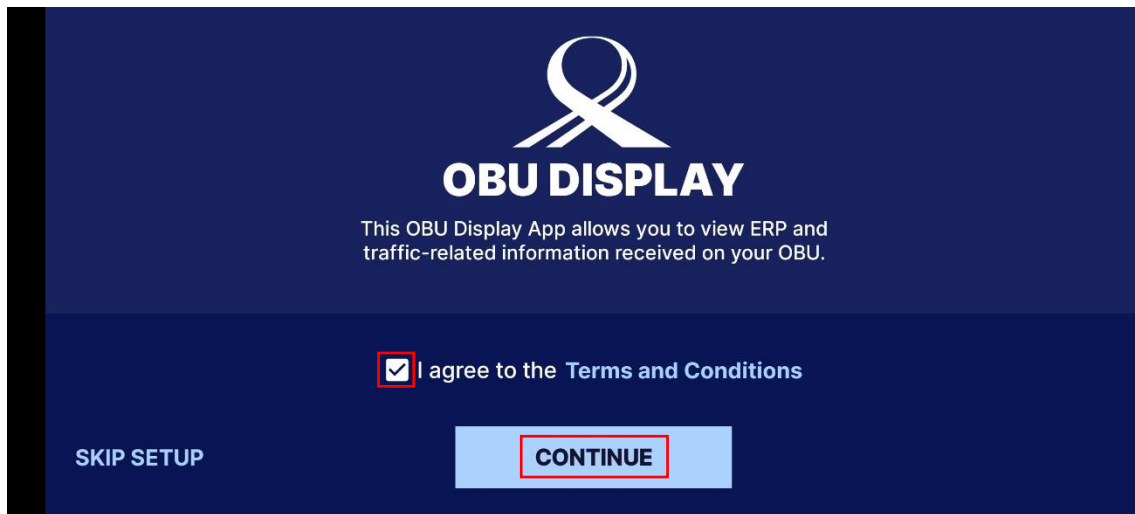 OBU DISPLAY
This OBU Display App allows you to view ERP and
traffic-related information received on your OBU.
I agree to the Terms and Conditions
SKIP SETUP
CONTINUE